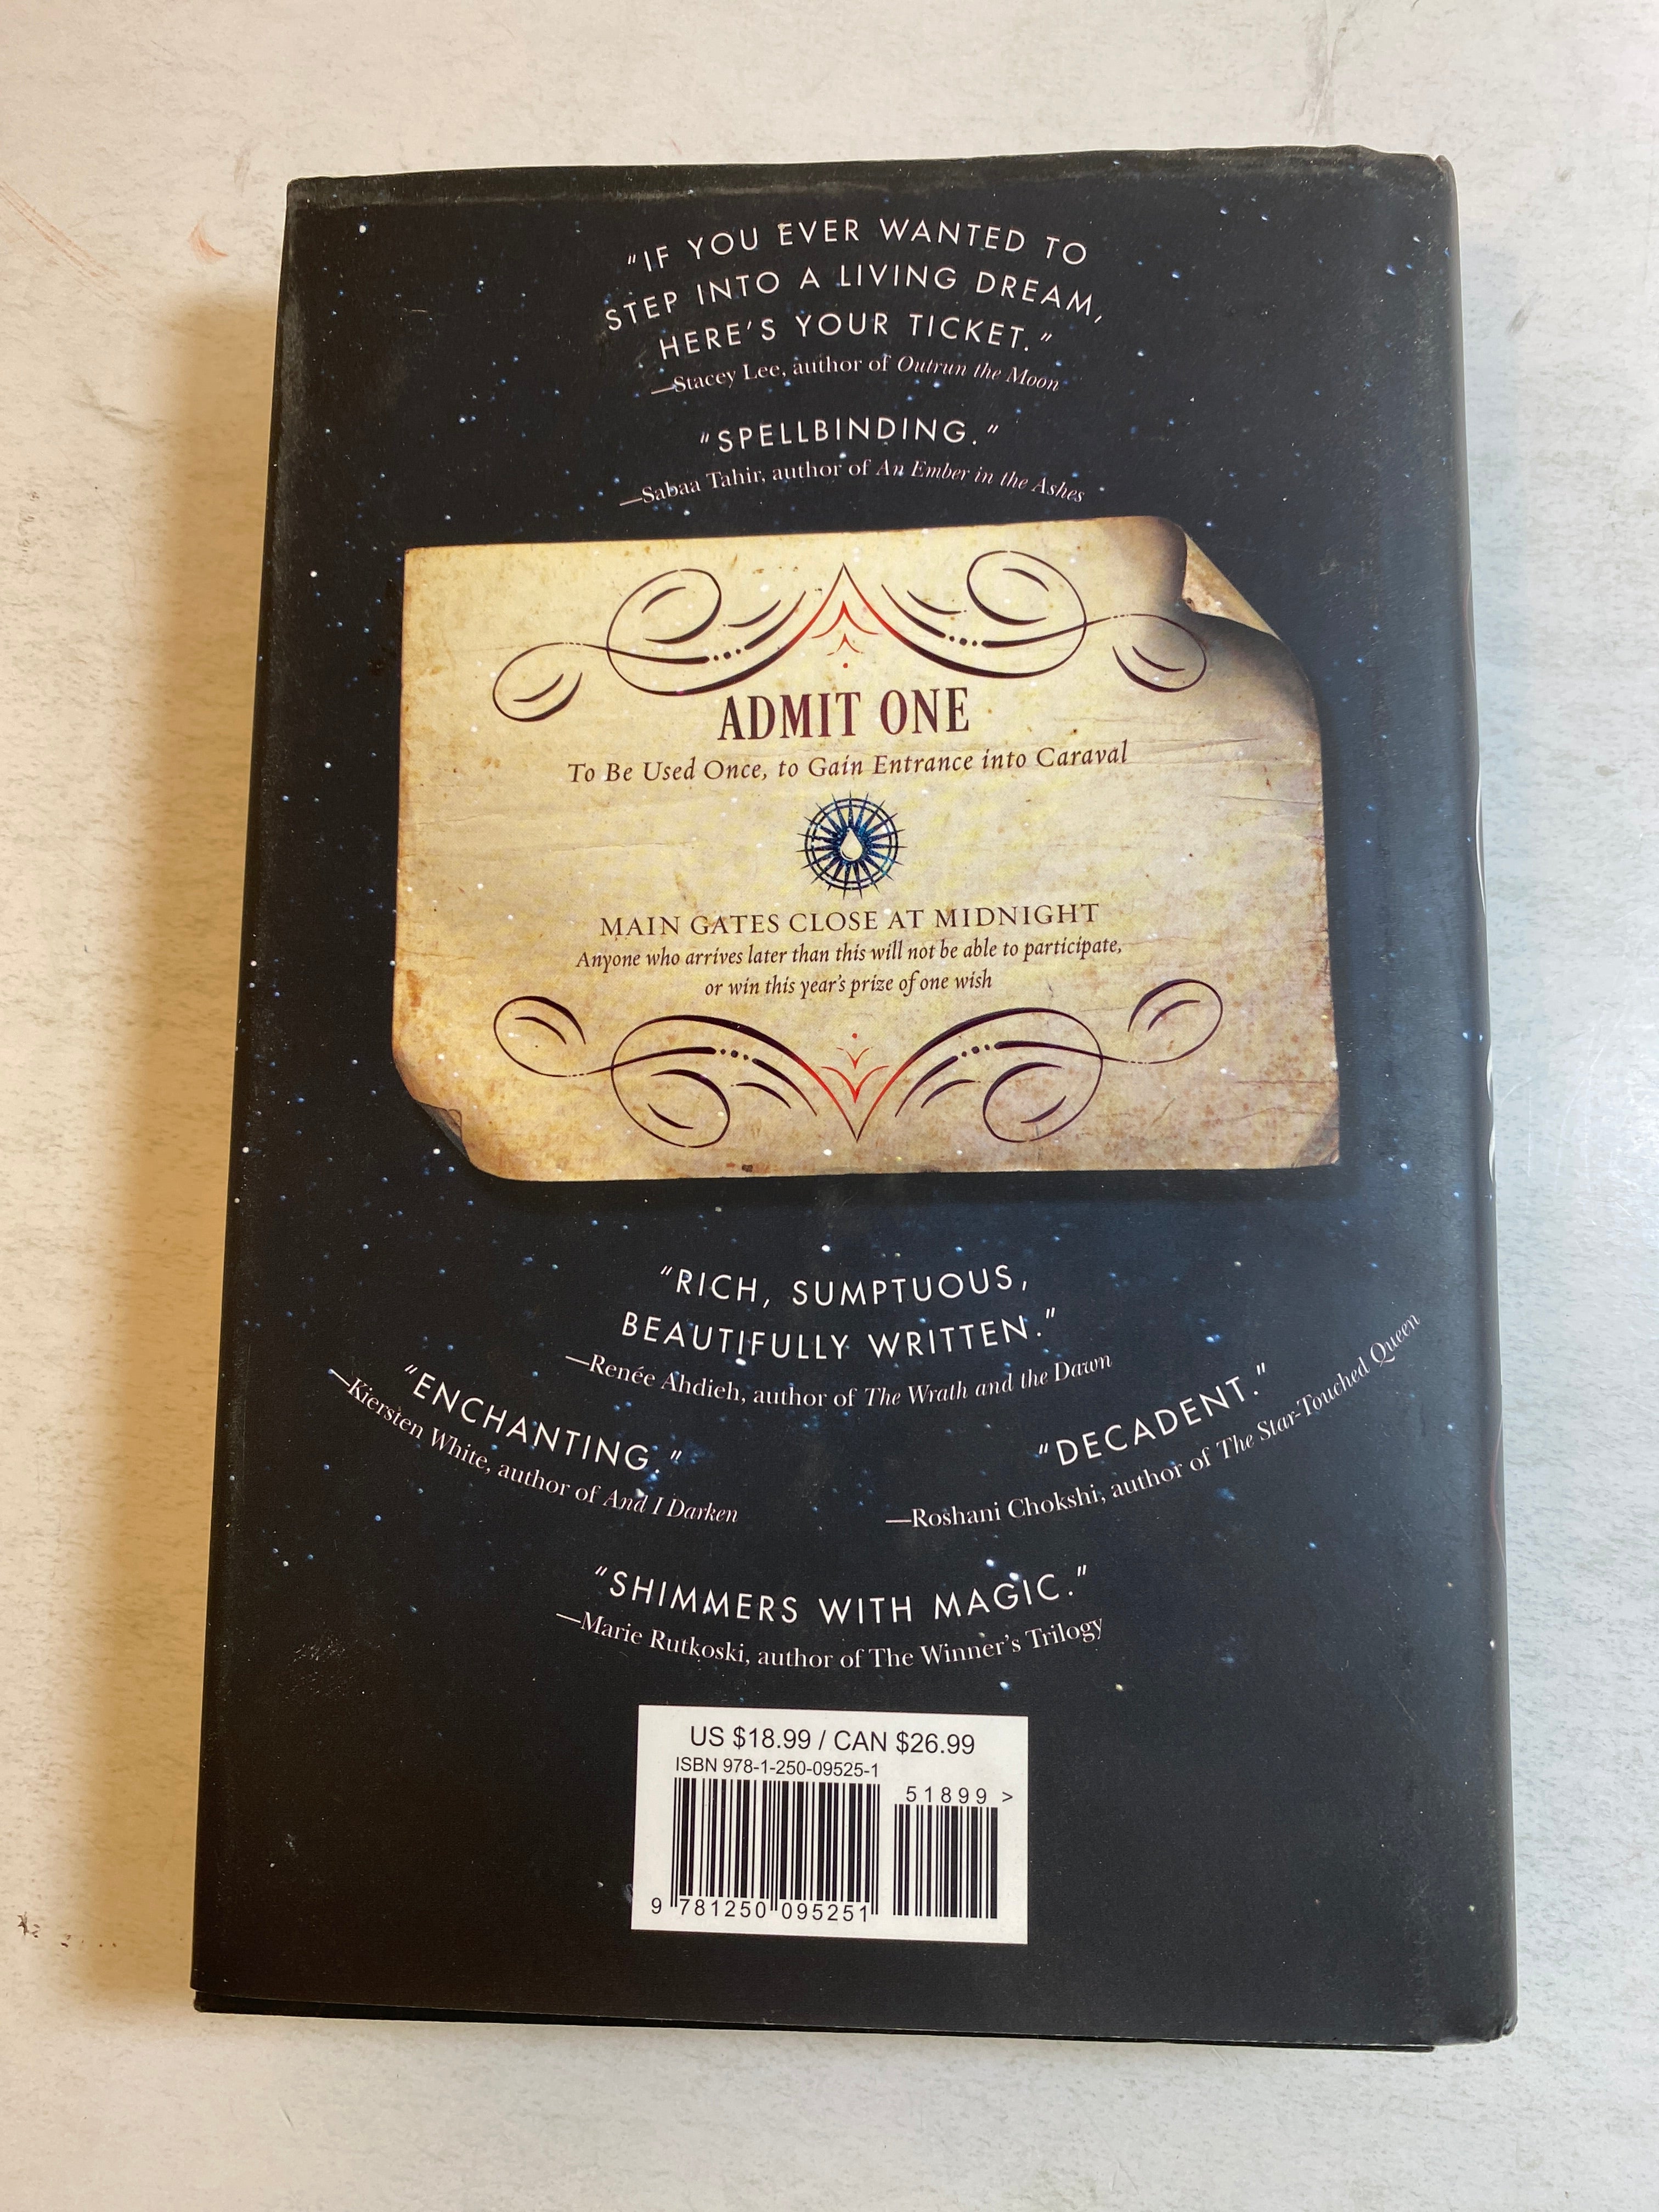 "IF YOU EVER WANTED TO
STEP INTO A LIVING DREAM,
HERE'S YOUR TICKET."
—Stacey Lee, author of Outrun the Moon
"SPELLBINDING."
—Sabaa Tahir, author of An Ember in the Ashes
ADMIT ONE
To Be Used Once, to Gain Entrance into Caraval
MAIN GATES CLOSE AT MIDNIGHT
Anyone who arrives later than this will not be able to participate,
or win this year's prize of one wish
"RICH, SUMPTUOUS,
BEAUTIFULLY WRITTEN."
—Renée Ahdieh, author of The Wrath and the Dawn
"ENCHANTING."
—Kiersten White, author of And I Darken
"DECADENT."
—Roshani Chokshi, author of The Star-Touched Queen
"SHIMMERS WITH MAGIC."
—Marie Rutkoski, author of The Winner's Trilogy
US $18.99 / CAN $26.99
ISBN 978-1-250-09525-1
51899 >
9 781250 095251